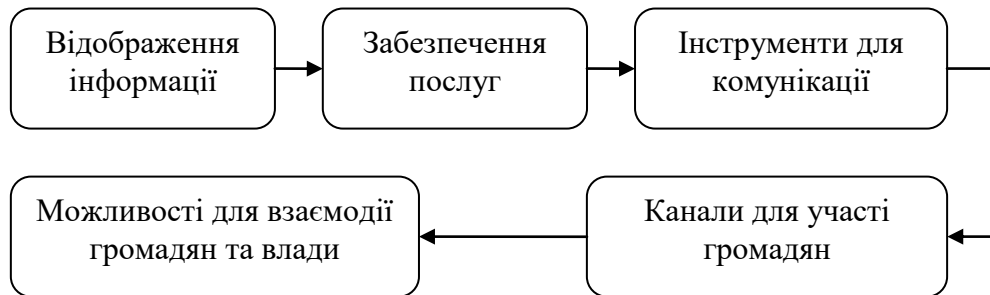 Відображення
інформації
Забезпечення
послуг
Інструменти для
комунікації
Канали для участі
громадян
Можливості для взаємодії
громадян та влади